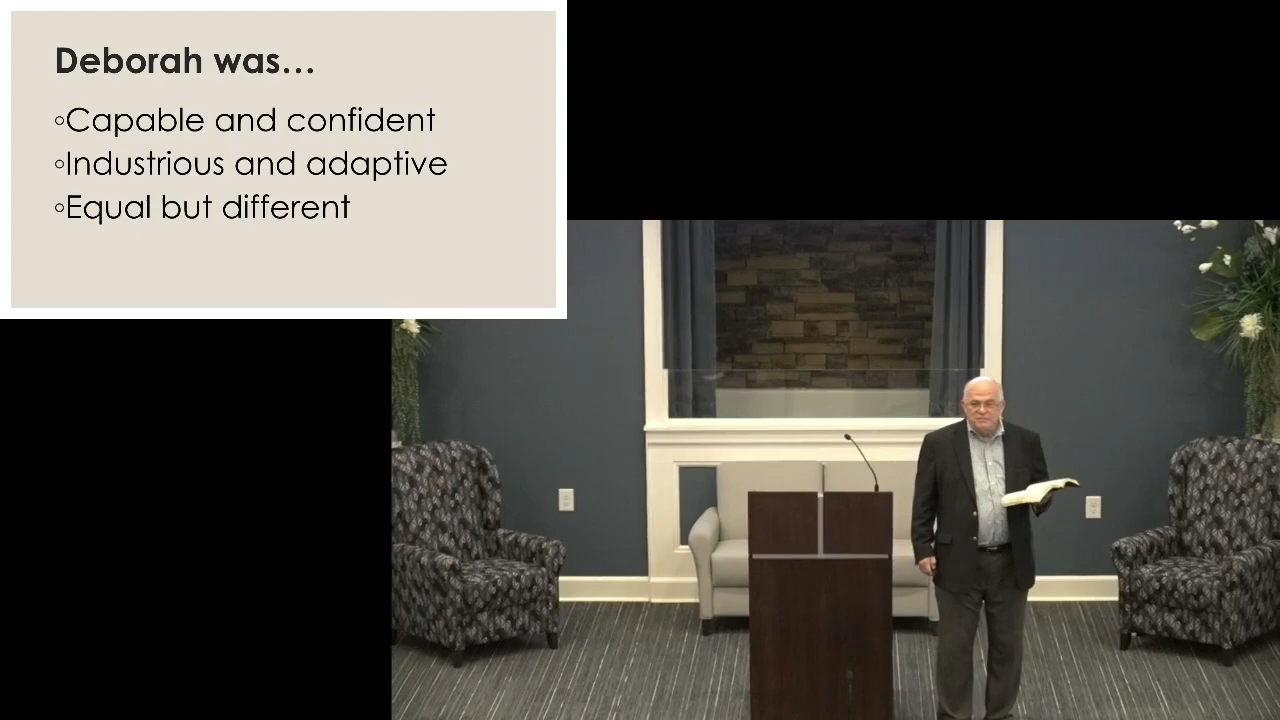 Deborah was...
◦Capable and confident
◦Industrious and adaptive
◦Equal but different